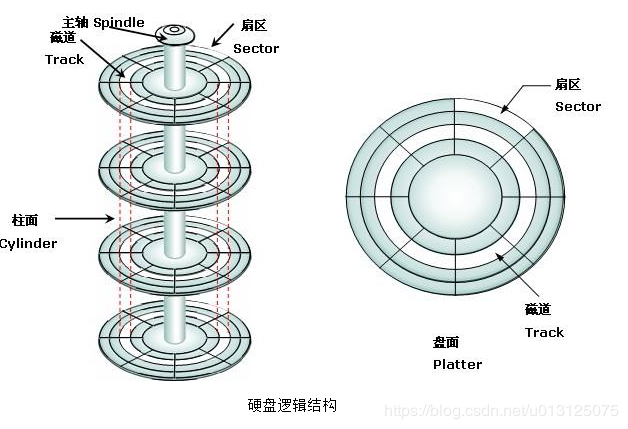 主轴 Spindle
磁道
Track
扇区
Sector
柱面
Cylinder
扇区
Sector
磁道
Track
盘面
Platter
硬盘逻辑结构
https://blog.csdn.net/u013125075